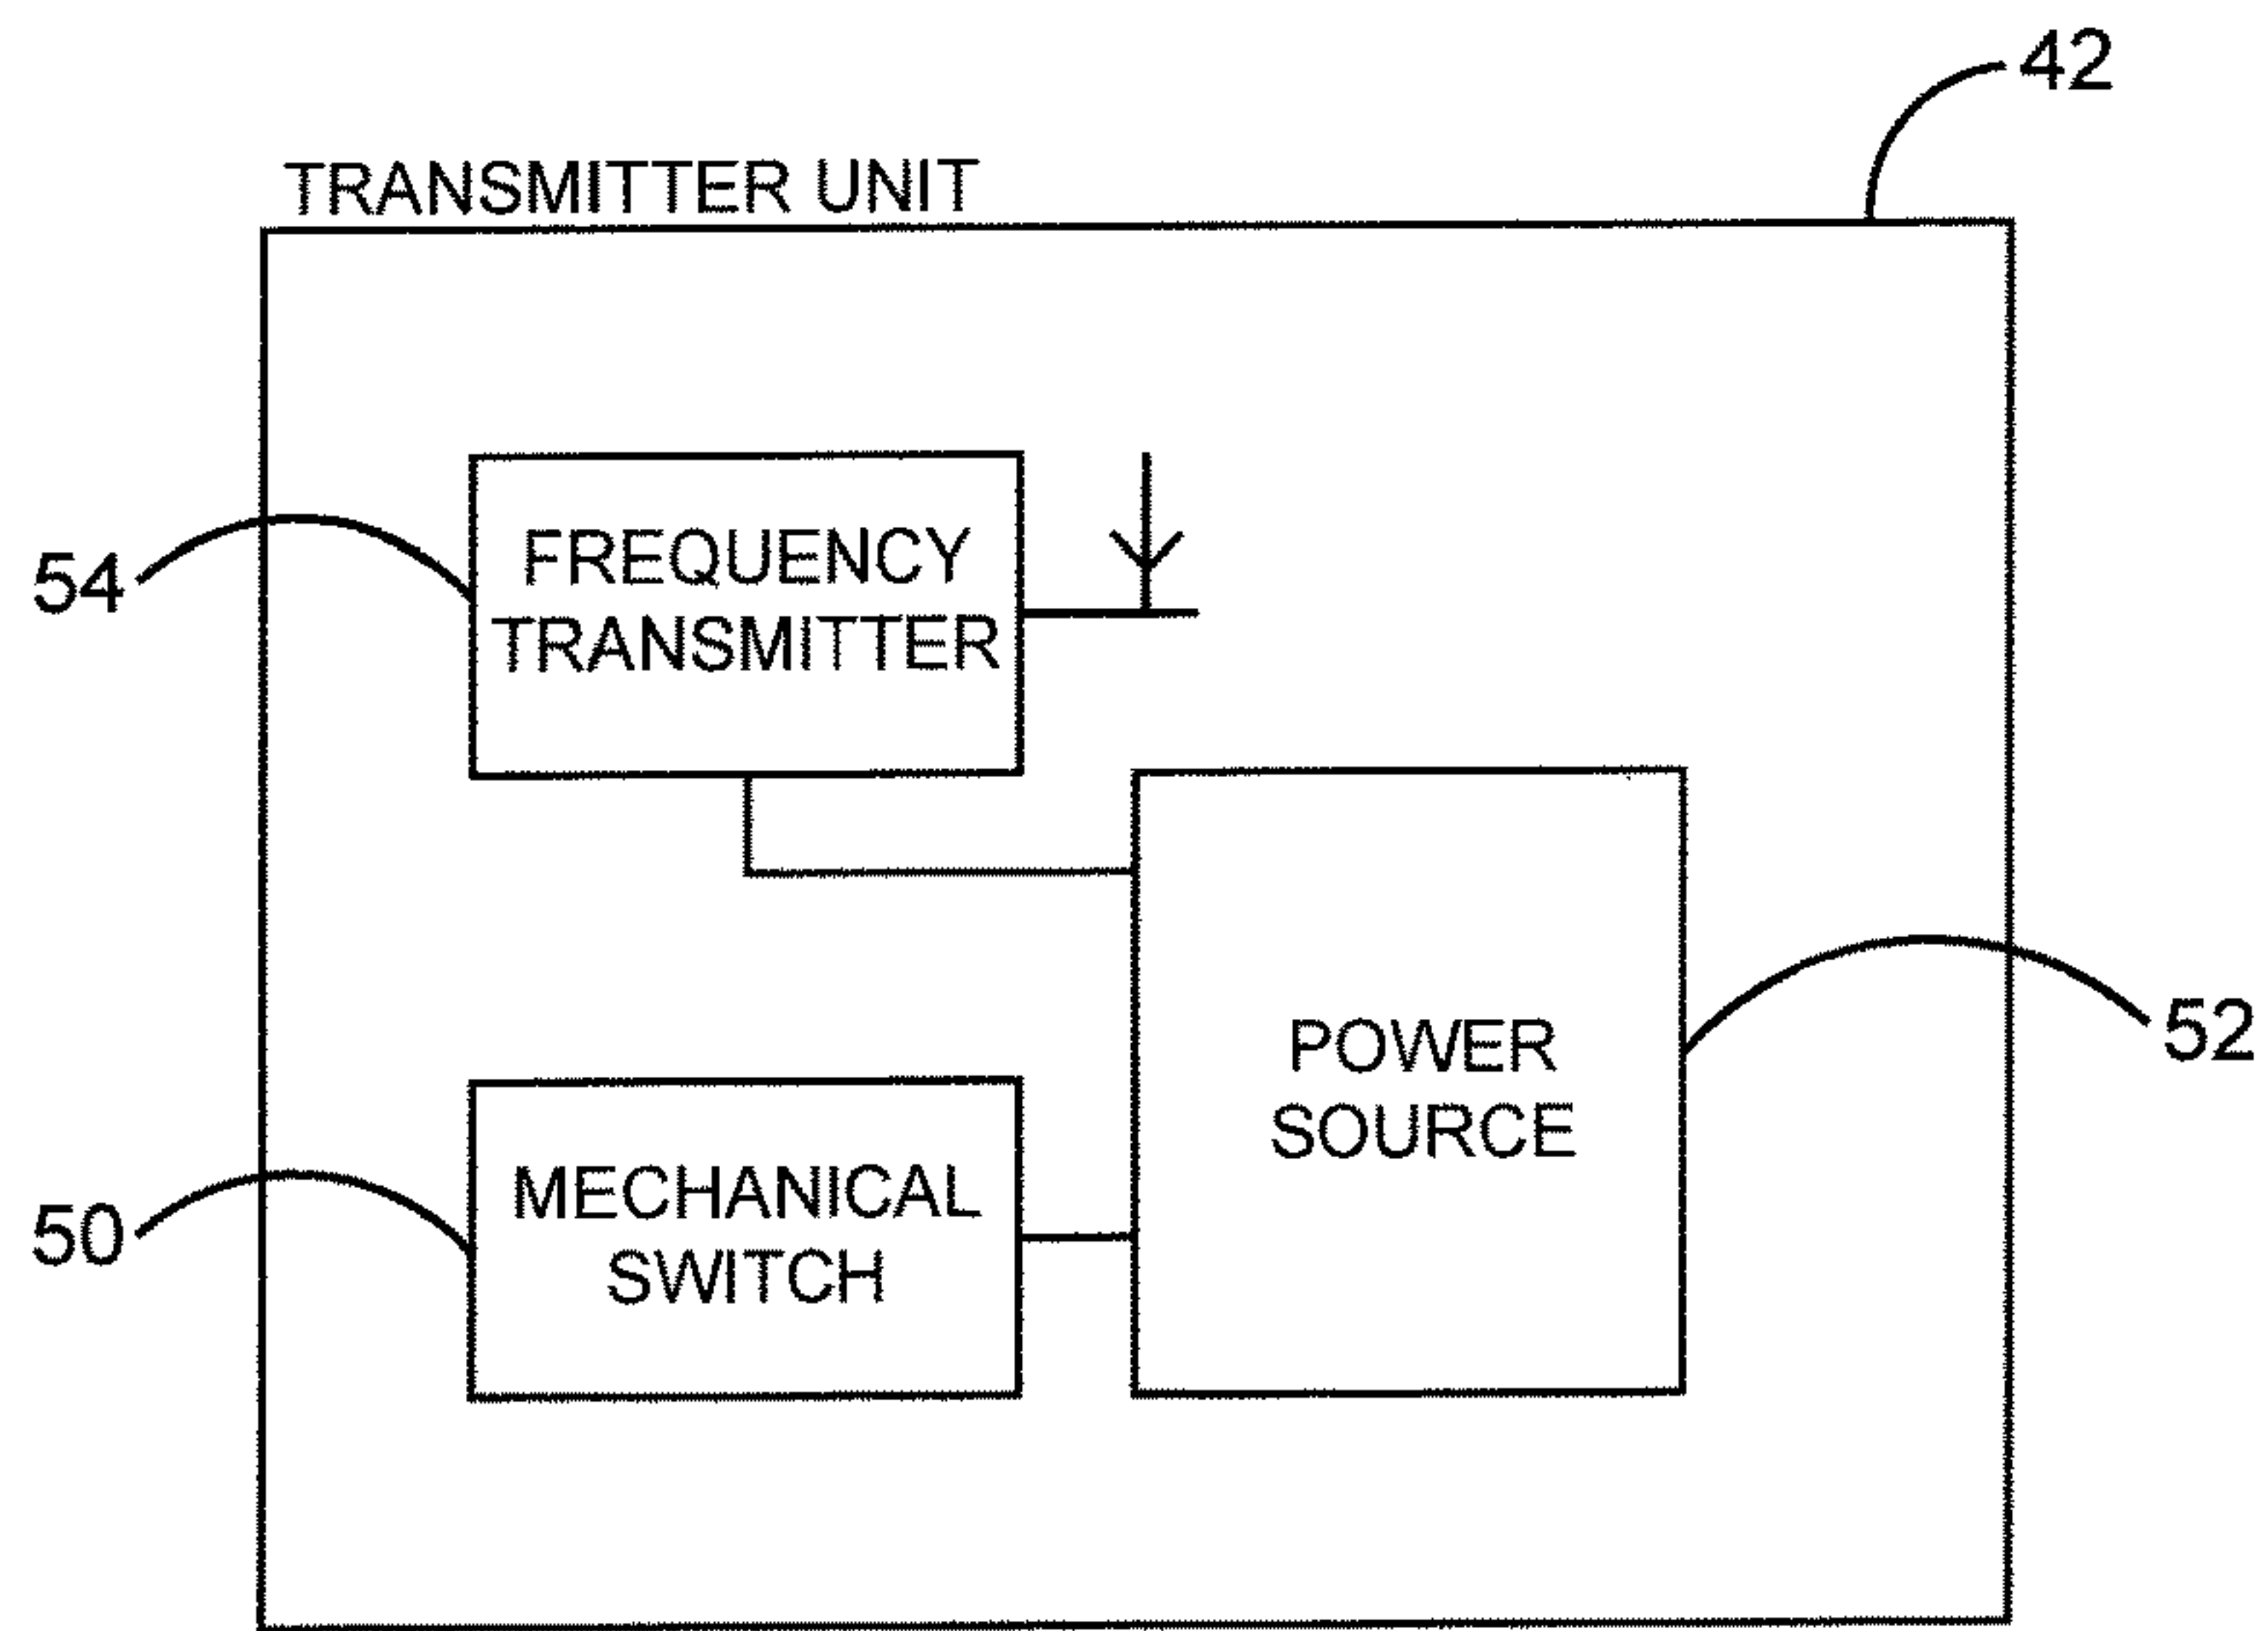 42
TRANSMITTER UNIT
54
FREQUENCY
TRANSMITTER
POWER
SOURCE
52
50
MECHANICAL
SWITCH